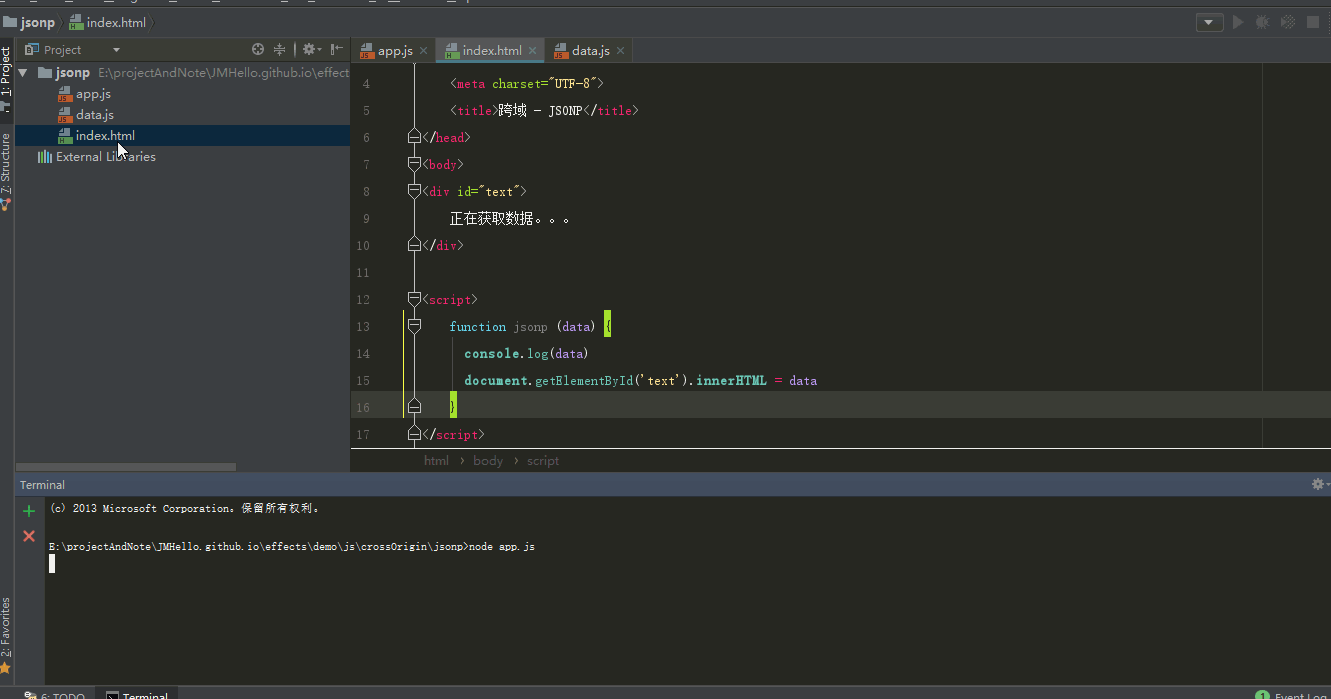 jsonp index.html
1: Project
Project
app.js index.html data.js
jsonp E:\projectAndNote\JMHello.github.io\effect
app.js
data.js
index.html
External Libraries
7: Structure
4 <meta charset="UTF-8">
5 <title>跨域 - JSONP</title>
6 </head>
7 <body>
8 <div id="text">
9 正在获取数据。。。
10 </div>
11
12 <script>
13 function jsonp (data) {
14 console.log(data)
15 document.getElementById('text').innerHTML = data
16 }
17 </script>
html › body › script
Terminal
(c) 2013 Microsoft Corporation。保留所有权利。
E:\projectAndNote\JMHello.github.io\effects\demo\js\crossOrigin\jsonp>node app.js
2: Favorites
6: TODO Terminal 1 Event Log